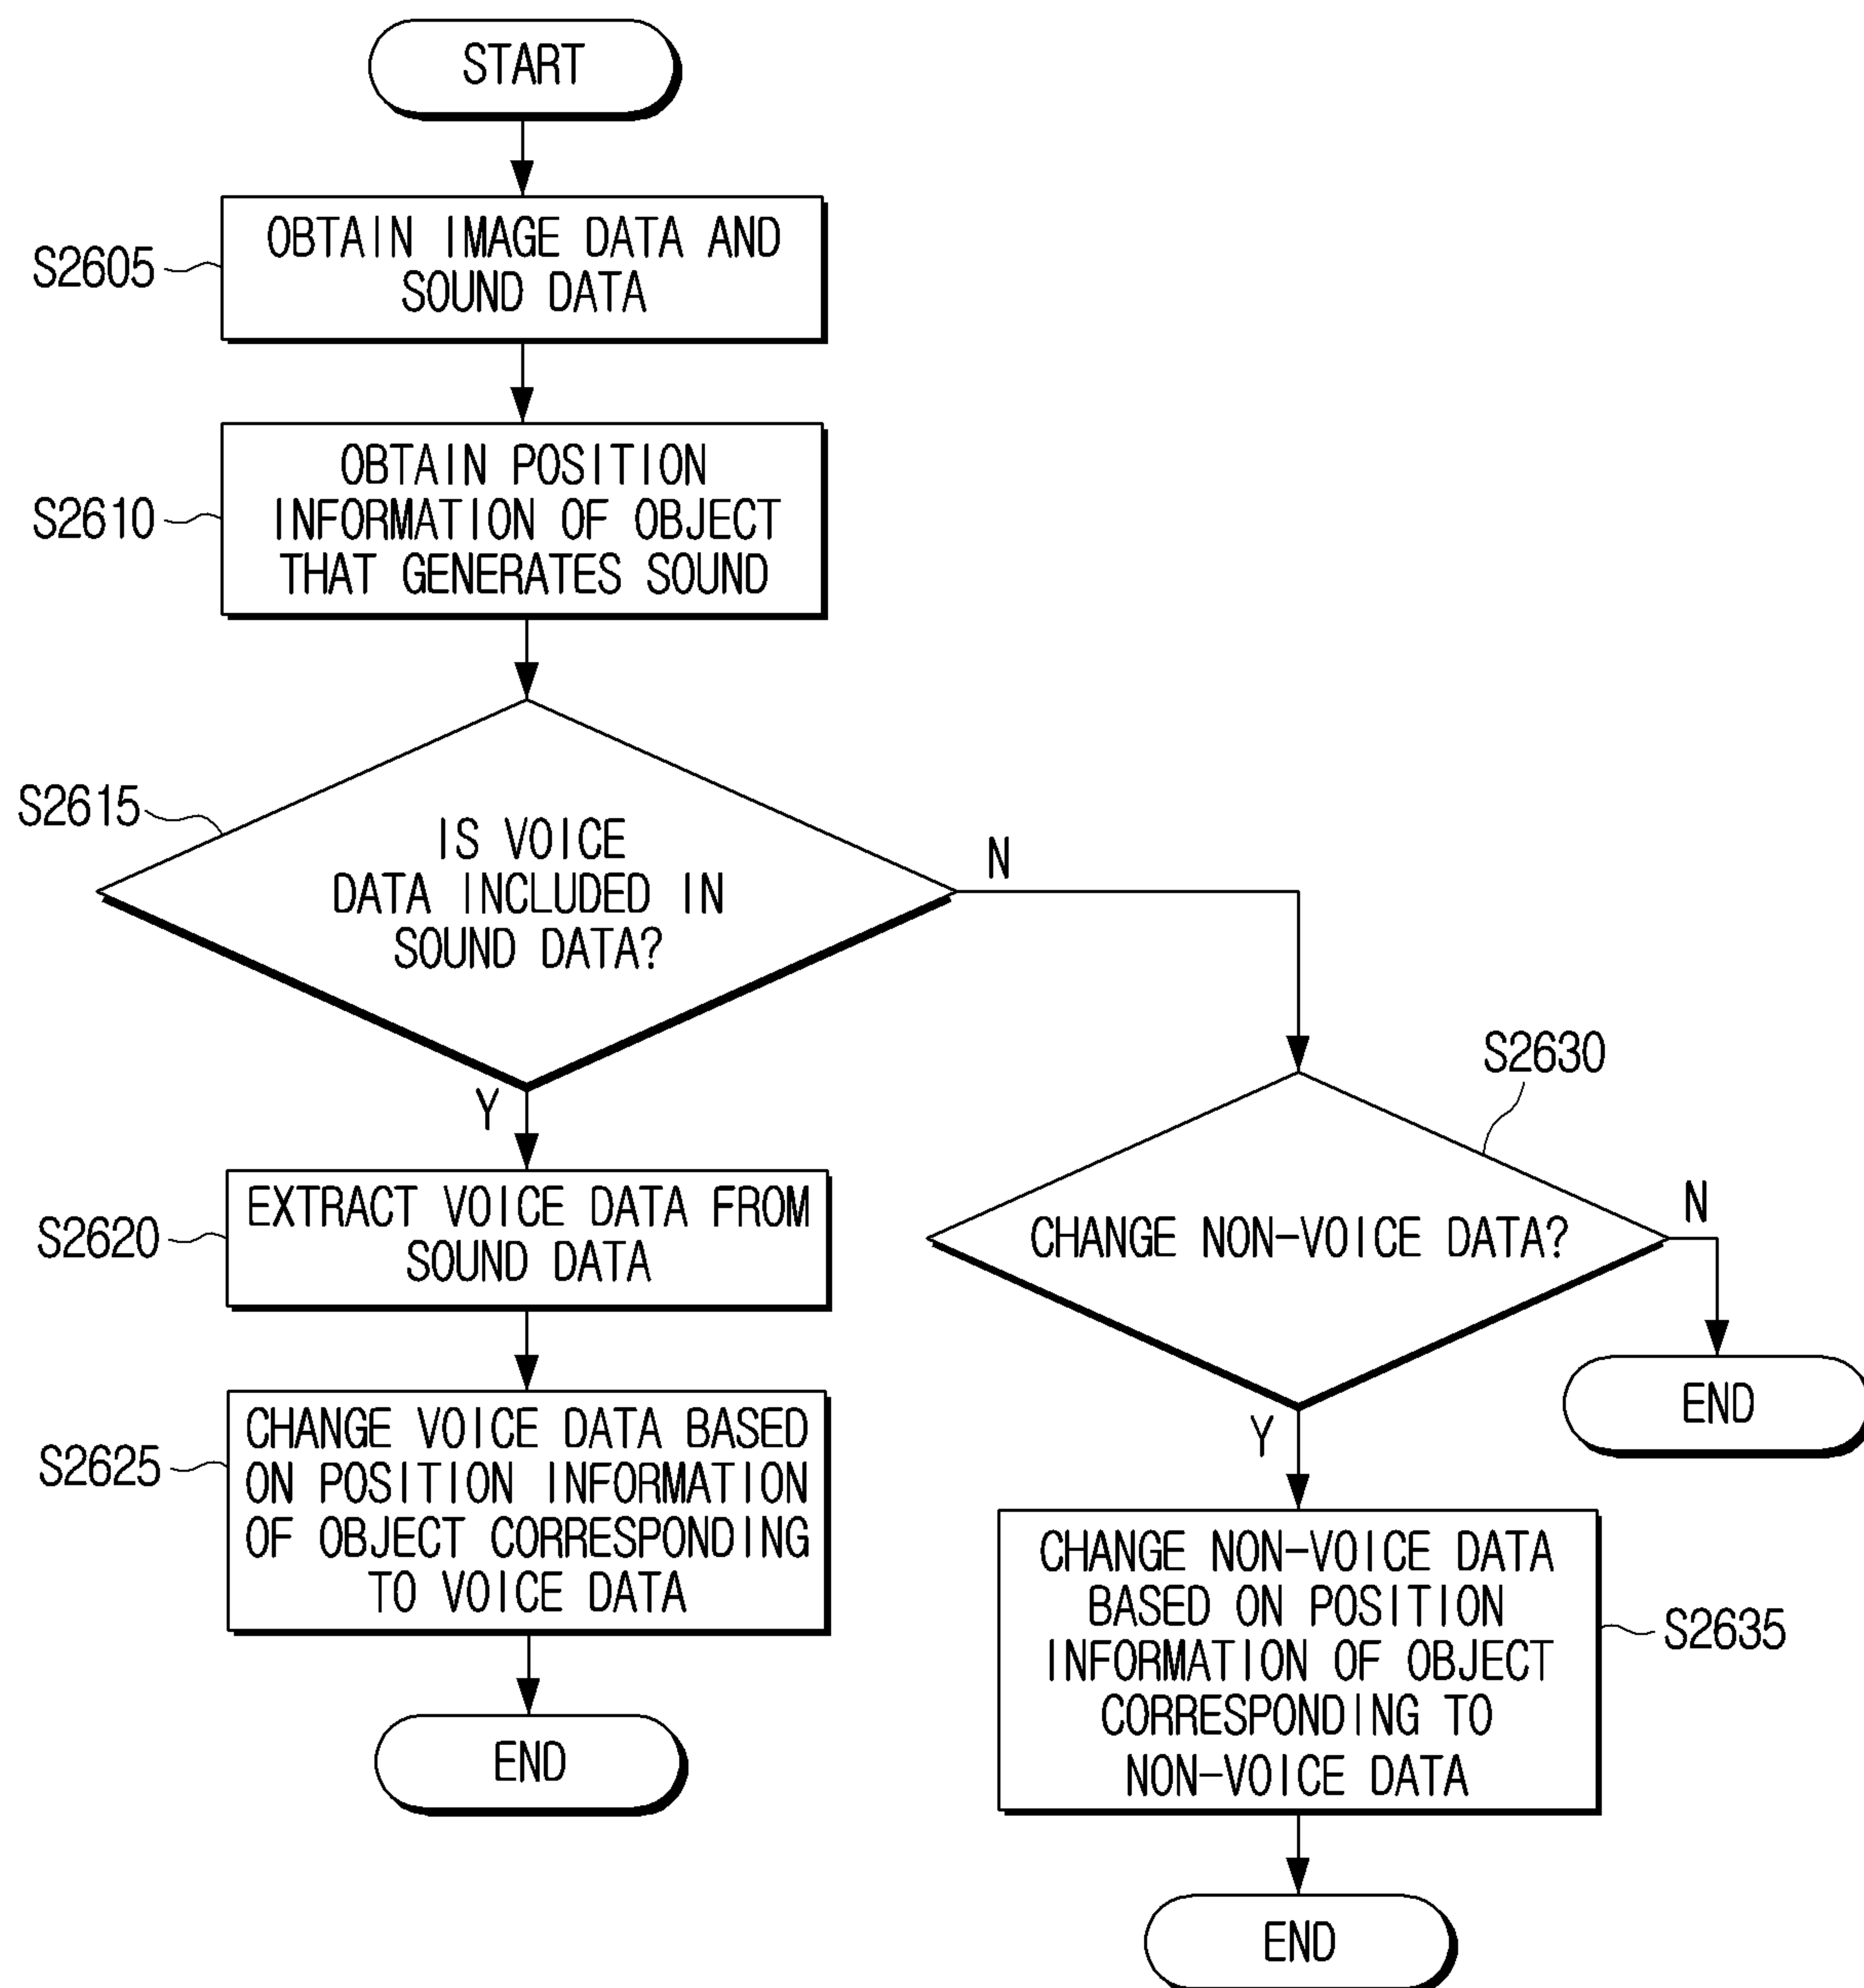 START
S2605
OBTAIN IMAGE DATA AND
SOUND DATA
S2610
OBTAIN POSITION
INFORMATION OF OBJECT
THAT GENERATES SOUND
S2615
IS VOICE
DATA INCLUDED IN
SOUND DATA?
N
Y
S2620
EXTRACT VOICE DATA FROM
SOUND DATA
S2625
CHANGE VOICE DATA BASED
ON POSITION INFORMATION
OF OBJECT CORRESPONDING
TO VOICE DATA
END
S2630
CHANGE NON-VOICE DATA?
N
END
Y
CHANGE NON-VOICE DATA
BASED ON POSITION
INFORMATION OF OBJECT
CORRESPONDING TO
NON-VOICE DATA
S2635
END